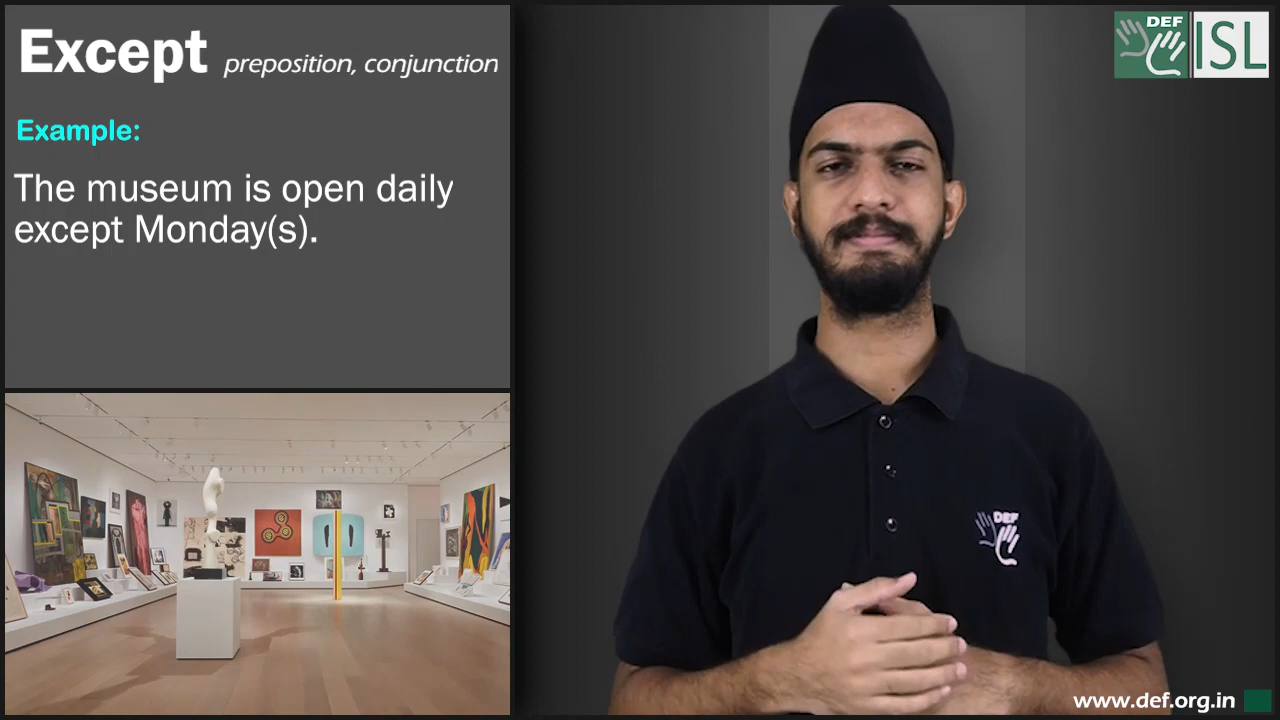 Except preposition, conjunction
Example:
The museum is open daily
except Monday(s).
DEF
ISL
DEF
www.def.org.in